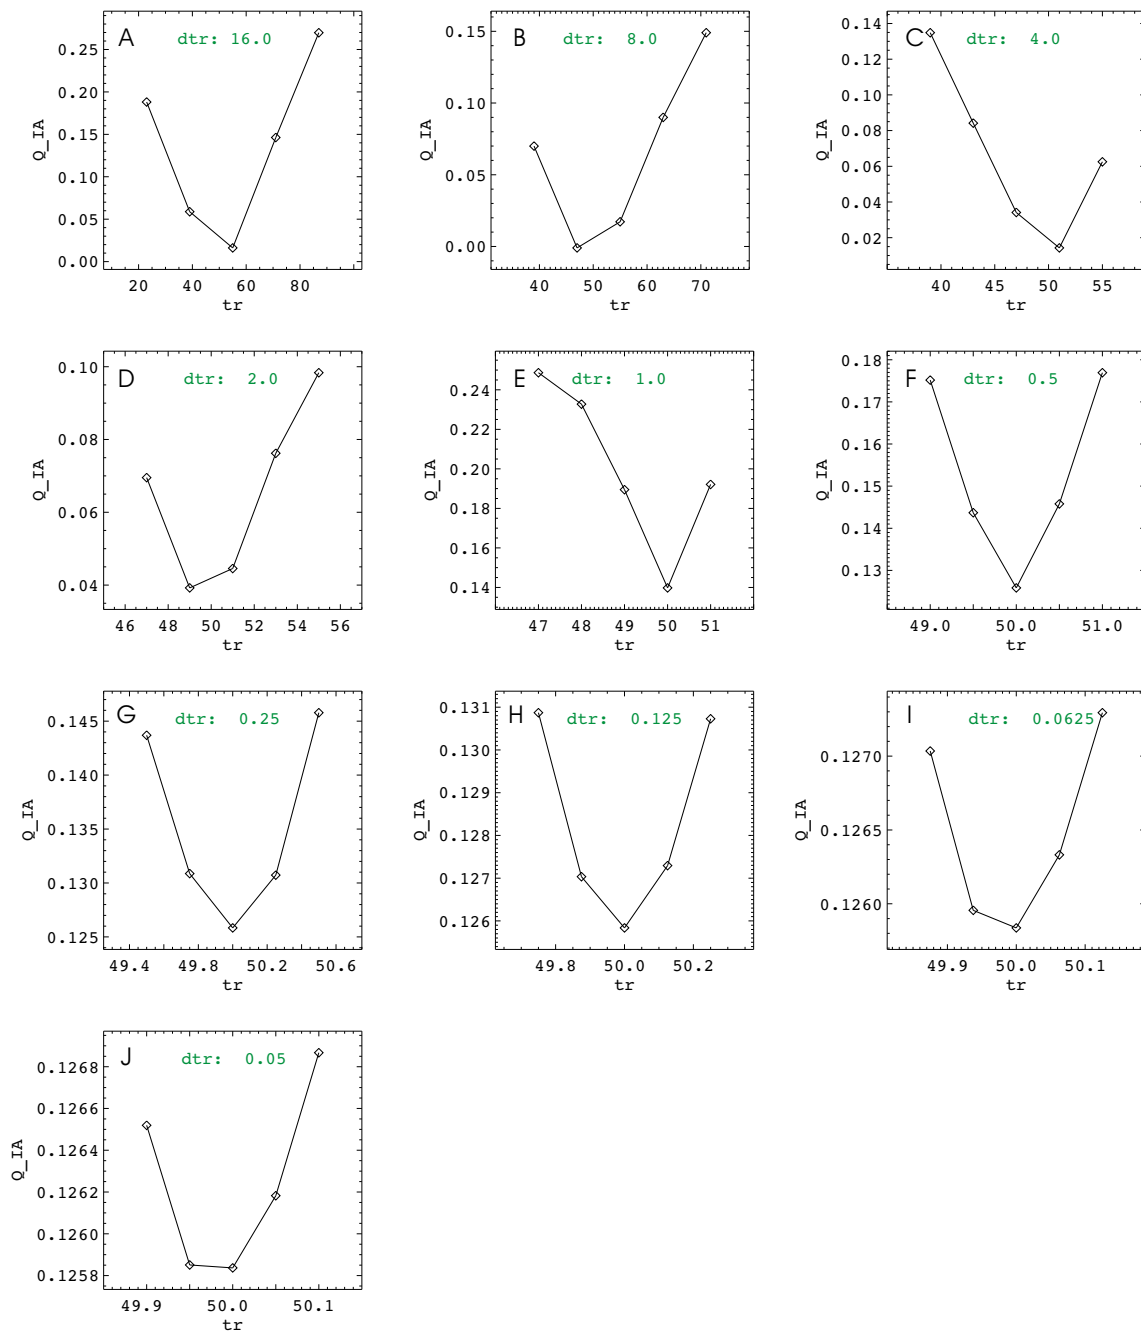 A
dtr: 16.0
Q_IA
0.25
0.20
0.15
0.10
0.05
0.00
20 40 60 80
tr
B
dtr: 8.0
Q_IA
0.15
0.10
0.05
0.00
40 50 60 70
tr
C
dtr: 4.0
Q_IA
0.14
0.12
0.10
0.08
0.06
0.04
0.02
40 45 50 55
tr
D
dtr: 2.0
Q_IA
0.10
0.08
0.06
0.04
46 48 50 52 54 56
tr
E
dtr: 1.0
Q_IA
0.24
0.22
0.20
0.18
0.16
0.14
47 48 49 50 51
tr
F
dtr: 0.5
Q_IA
0.18
0.17
0.16
0.15
0.14
0.13
49.0 50.0 51.0
tr
G
dtr: 0.25
Q_IA
0.145
0.140
0.135
0.130
0.125
49.4 49.8 50.2 50.6
tr
H
dtr: 0.125
Q_IA
0.131
0.130
0.129
0.128
0.127
0.126
49.8 50.0 50.2
tr
I
dtr: 0.0625
Q_IA
0.1270
0.1265
0.1260
49.9 50.0 50.1
tr
J
dtr: 0.05
Q_IA
0.1268
0.1266
0.1264
0.1262
0.1260
0.1258
49.9 50.0 50.1
tr